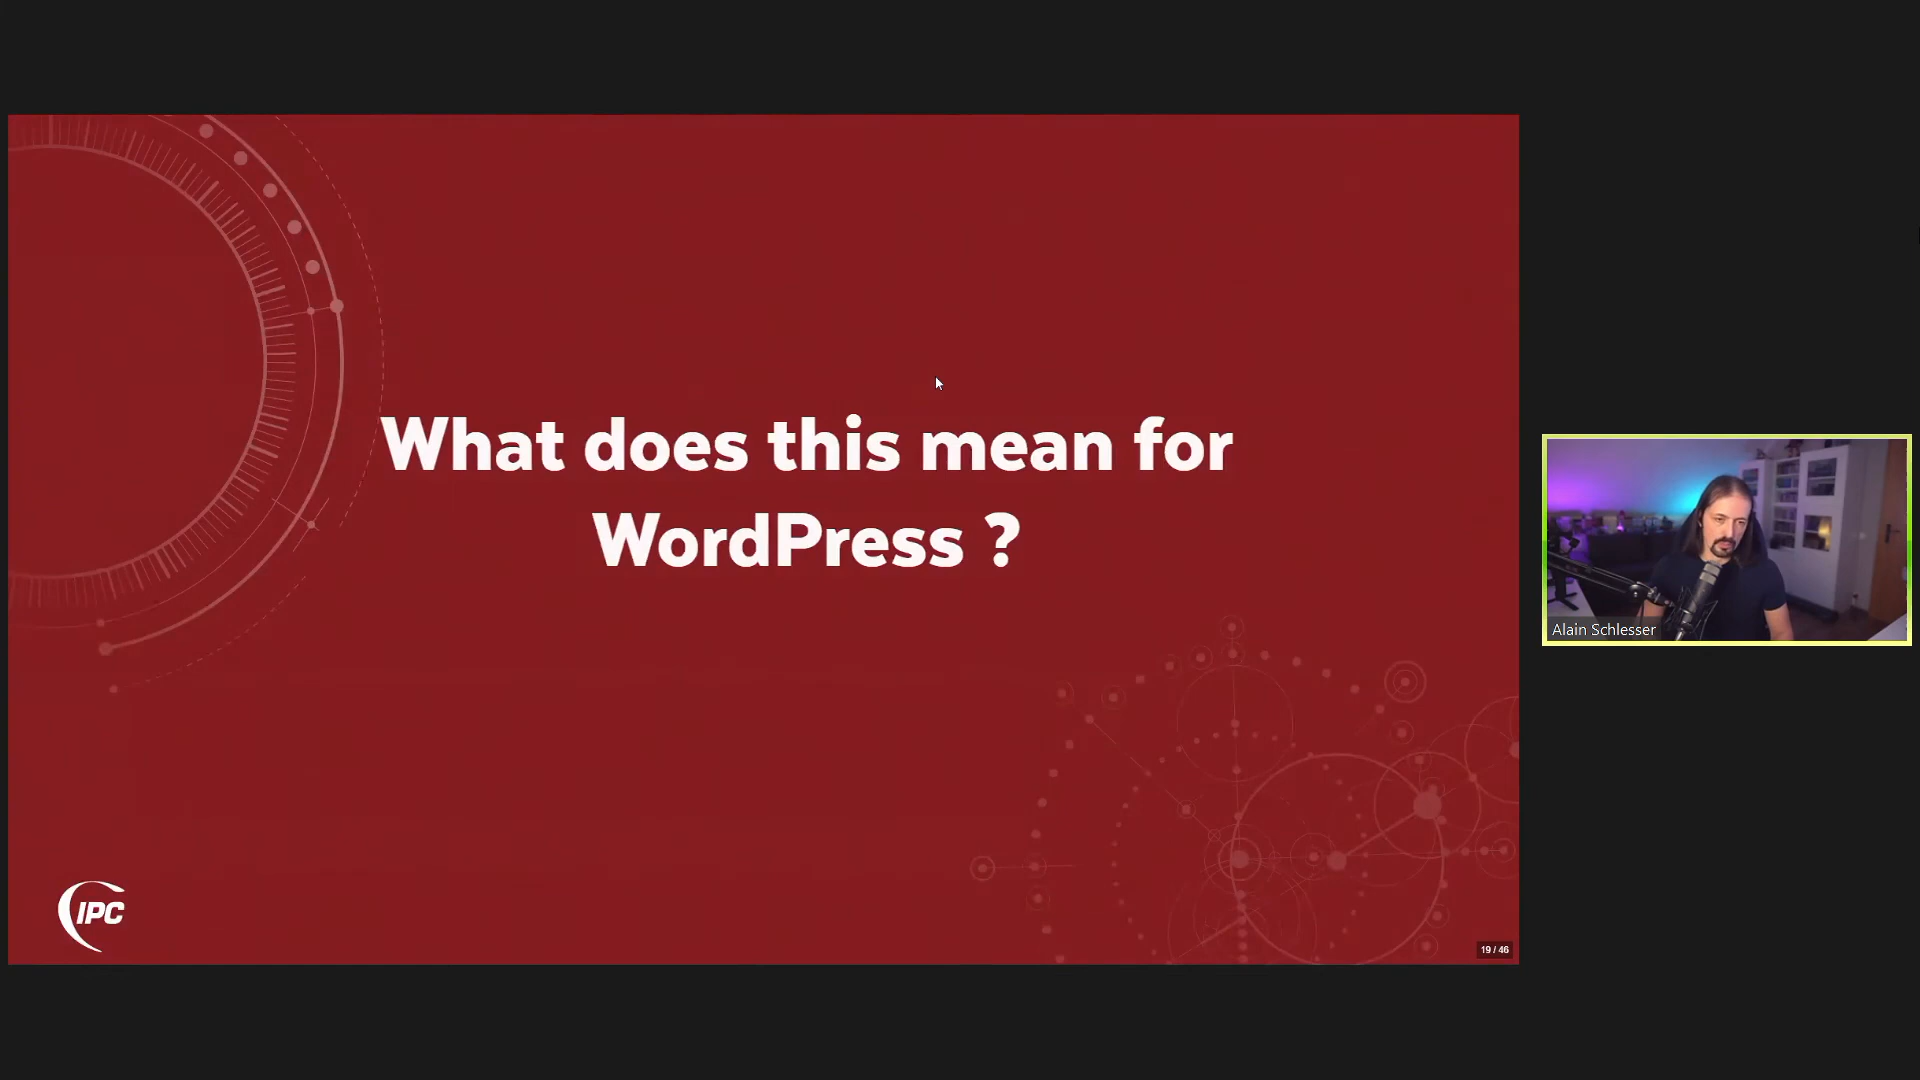 What does this mean for
WordPress ?
Alain Schlesser
IPC
19 / 46